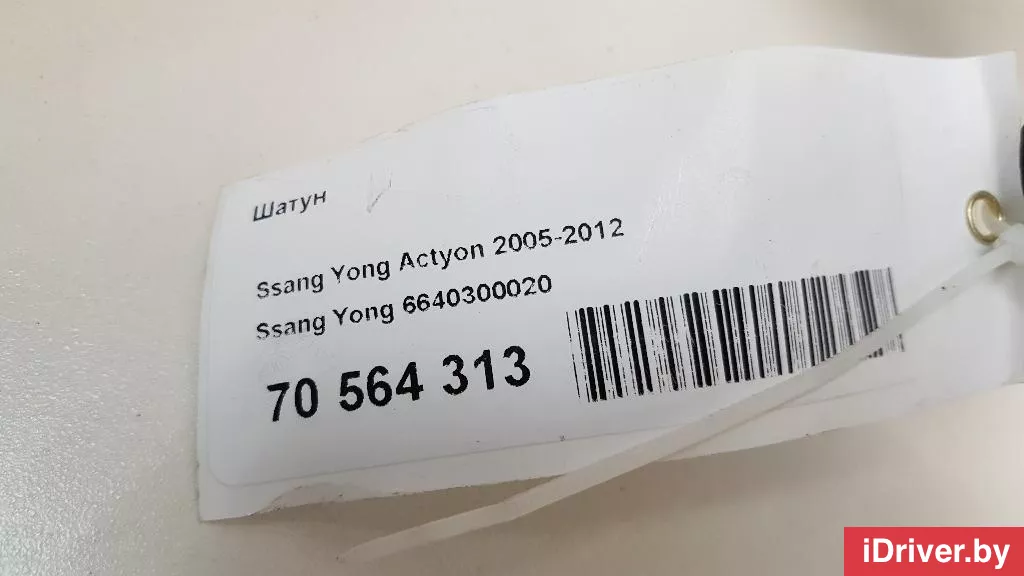 Шатун
Ssang Yong Actyon 2005-2012
Ssang Yong 6640300020
70 564 313
iDriver.by